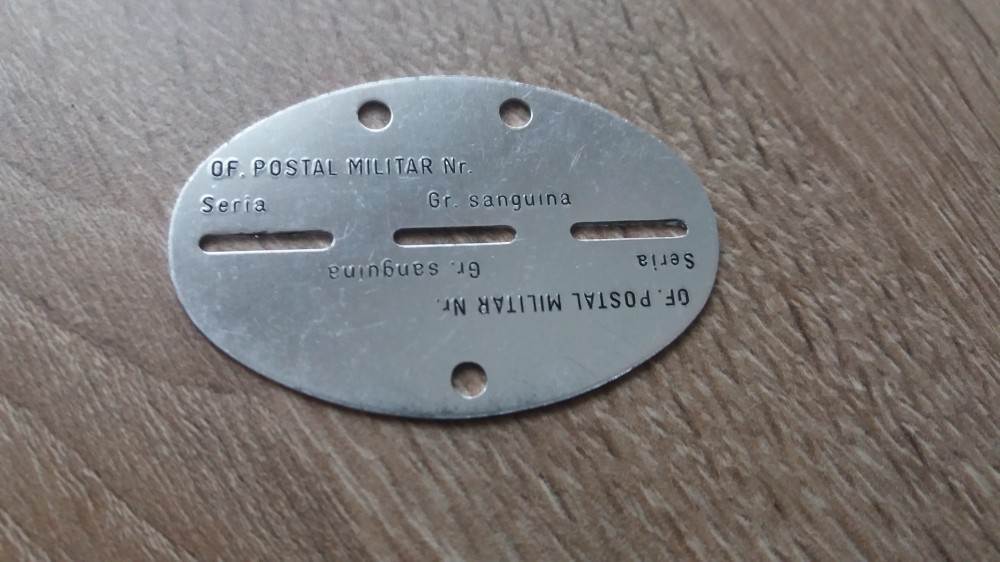 OF. POSTAL MILITAR Nr.
Seria Gr. sanguina
Seria Gr. sanguina
OF. POSTAL MILITAR Nr.